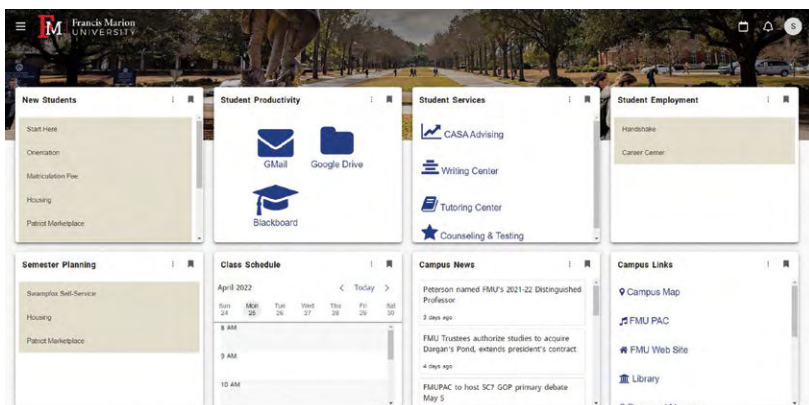 FM
Francis Marion
UNIVERSITY
S
New Students
Start Here
Orientation
Matriculation Fee
Housing
Patriot Marketplace
Student Productivity
GMail
Google Drive
Blackboard
Student Services
CASA Advising
Writing Center
Tutoring Center
Counseling & Testing
Student Employment
Handshake
Career Center
Semester Planning
Swampfox Self-Service
Housing
Patriot Marketplace
Class Schedule
April 2022
Today
Sun Mon Tue Wed Thu Fri Sat
24 25 26 27 28 29 30
8 AM
9 AM
10 AM
Campus News
Peterson named FMU's 2021-22 Distinguished
Professor
2 days ago
FMU Trustees authorize studies to acquire
Dargan's Pond, extends president's contract
4 days ago
FMUPAC to host SC7 GOP primary debate
May 5
Campus Links
Campus Map
FMU PAC
FMU Web Site
Library